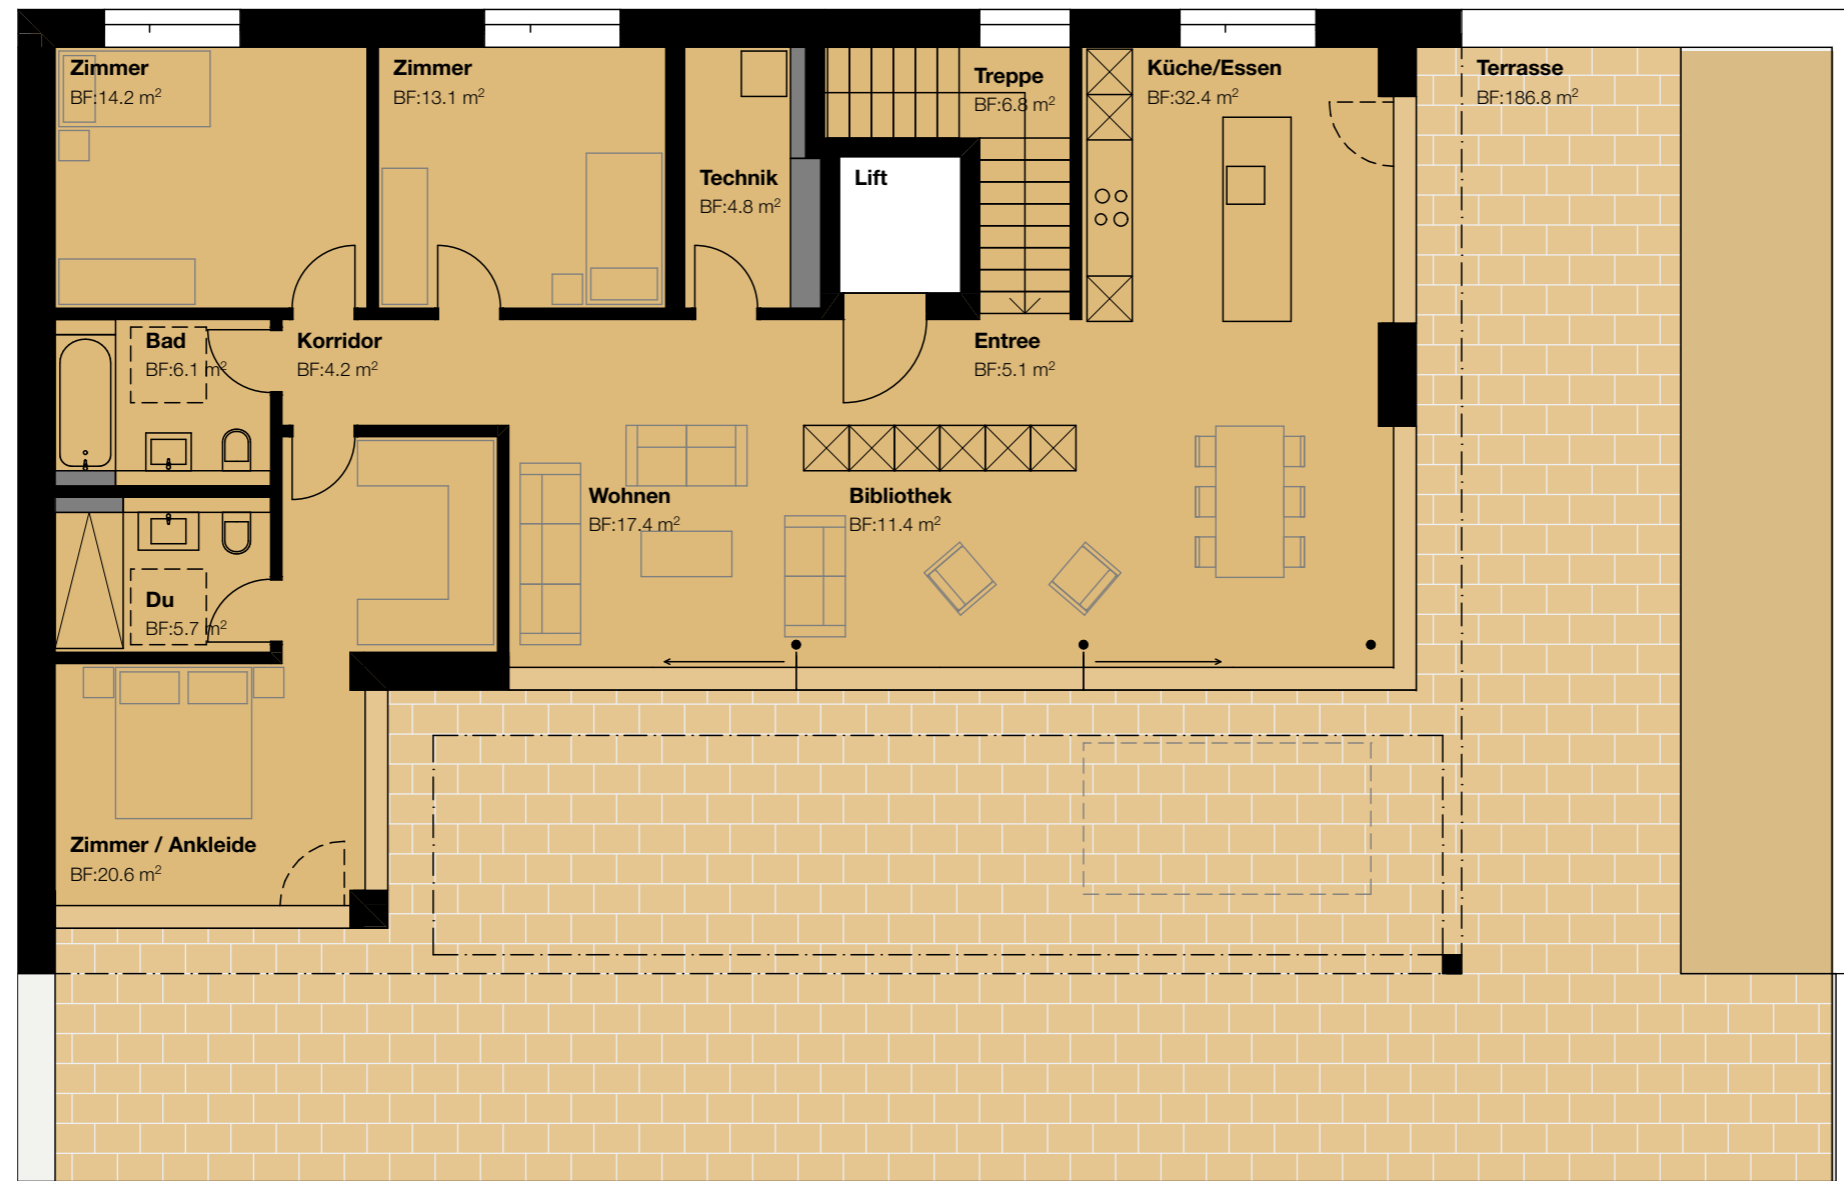 Zimmer
BF:14.2 m²
Zimmer
BF:13.1 m²
Technik
BF:4.8 m²
Lift
Treppe
BF:6.8 m²
Küche/Essen
BF:32.4 m²
Terrasse
BF:186.8 m²
Bad
BF:6.1 m²
Korridor
BF:4.2 m²
Entree
BF:5.1 m²
Wohnen
BF:17.4 m²
Bibliothek
BF:11.4 m²
Du
BF:5.7 m²
Zimmer / Ankleide
BF:20.6 m²